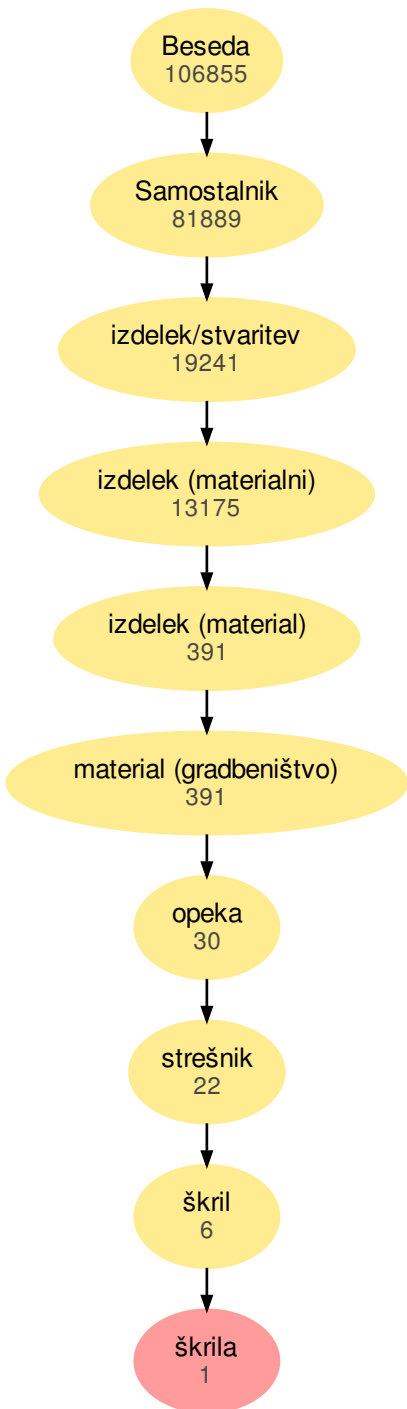 Beseda
106855
Samostalnik
81889
izdelek/stvaritev
19241
izdelek (materialni)
13175
izdelek (material)
391
material (gradbeništvo)
391
opeka
30
strešnik
22
škril
6
škrila
1